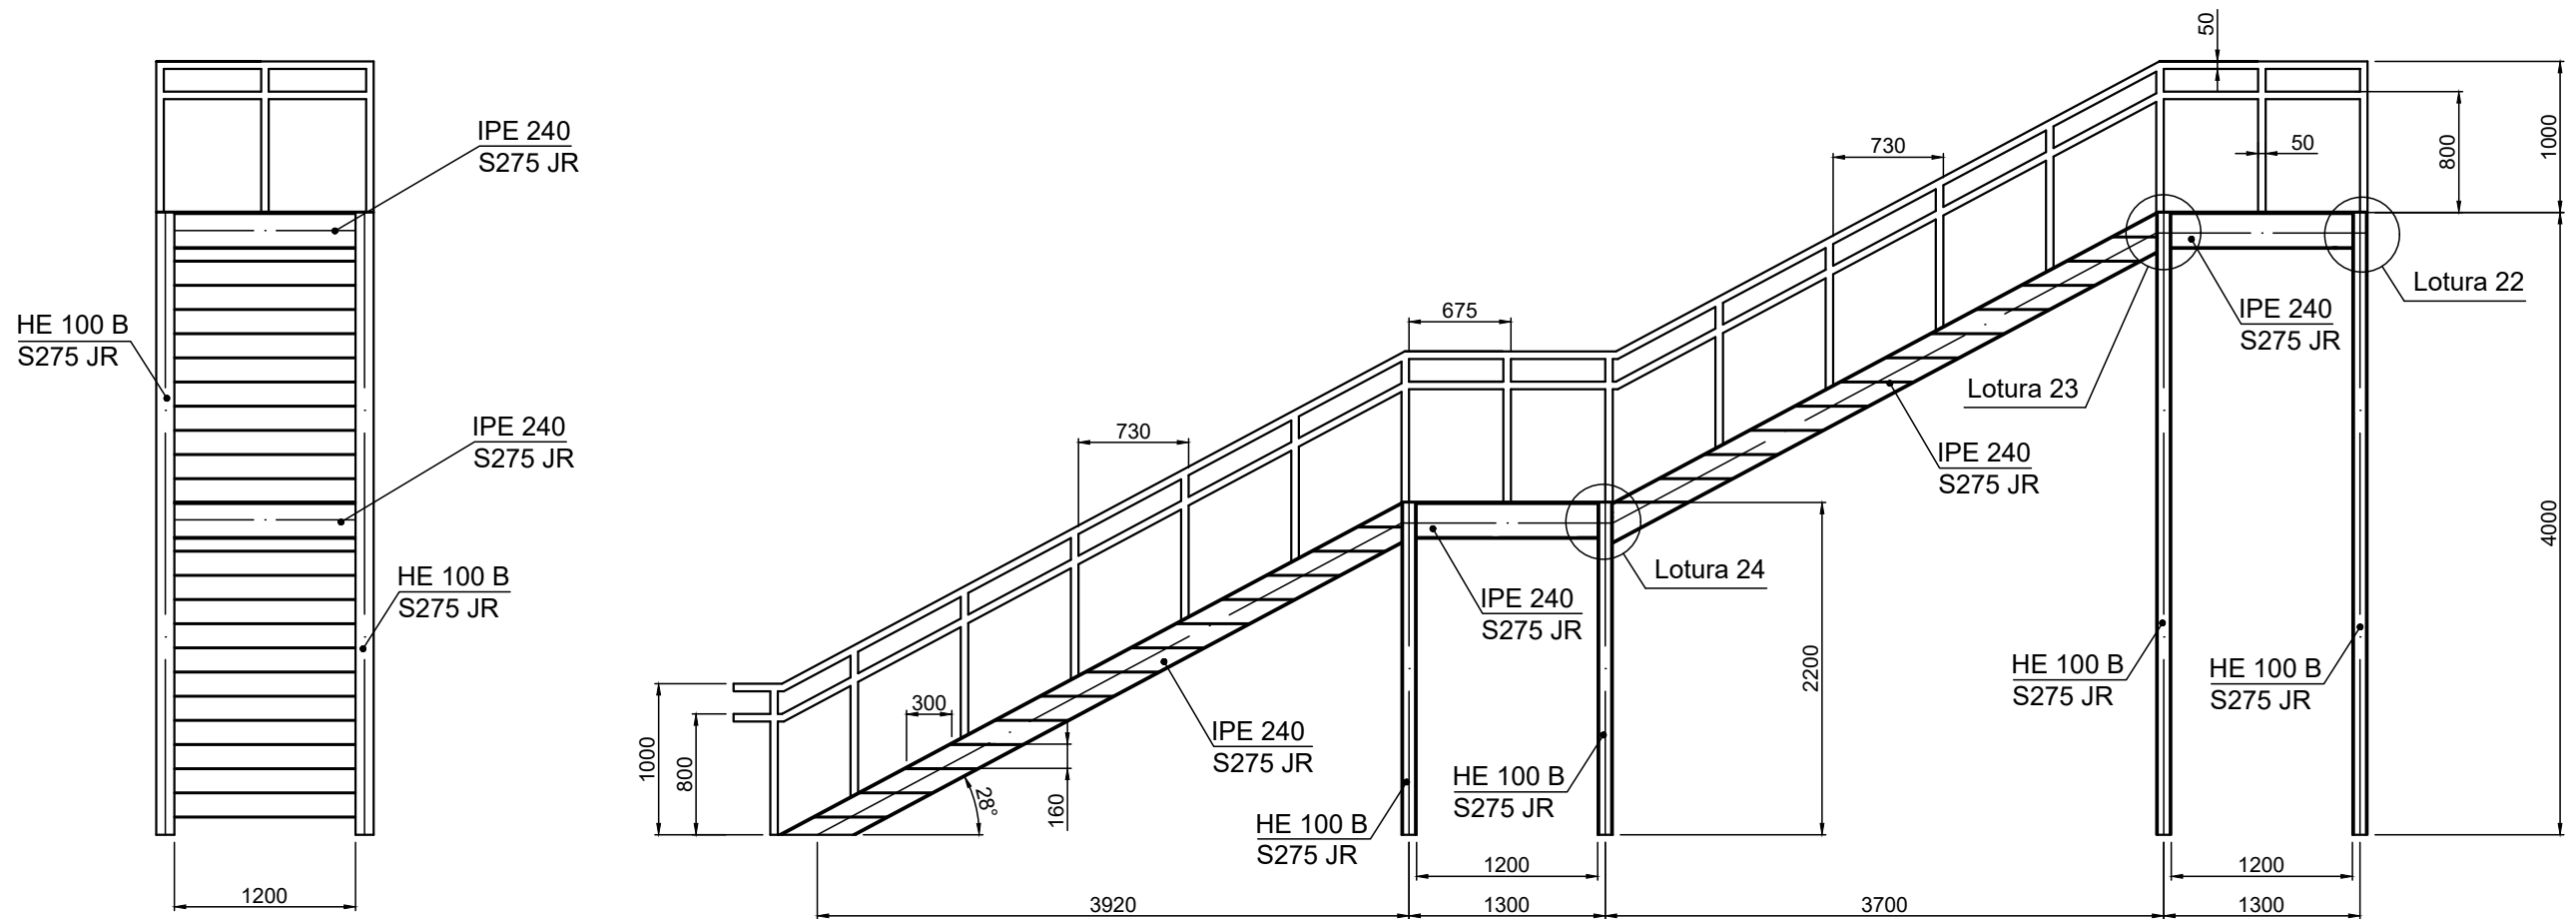 IPE 240
S275 JR
HE 100 B
S275 JR
IPE 240
S275 JR
HE 100 B
S275 JR
1200
50
1000
800
50
730
4000
Lotura 22
IPE 240
S275 JR
Lotura 23
IPE 240
S275 JR
675
730
Lotura 24
IPE 240
S275 JR
2200
HE 100 B
S275 JR
HE 100 B
S275 JR
1000
800
300
160
28°
IPE 240
S275 JR
HE 100 B
S275 JR
HE 100 B
S275 JR
1200
1200
3920
1300
3700
1300